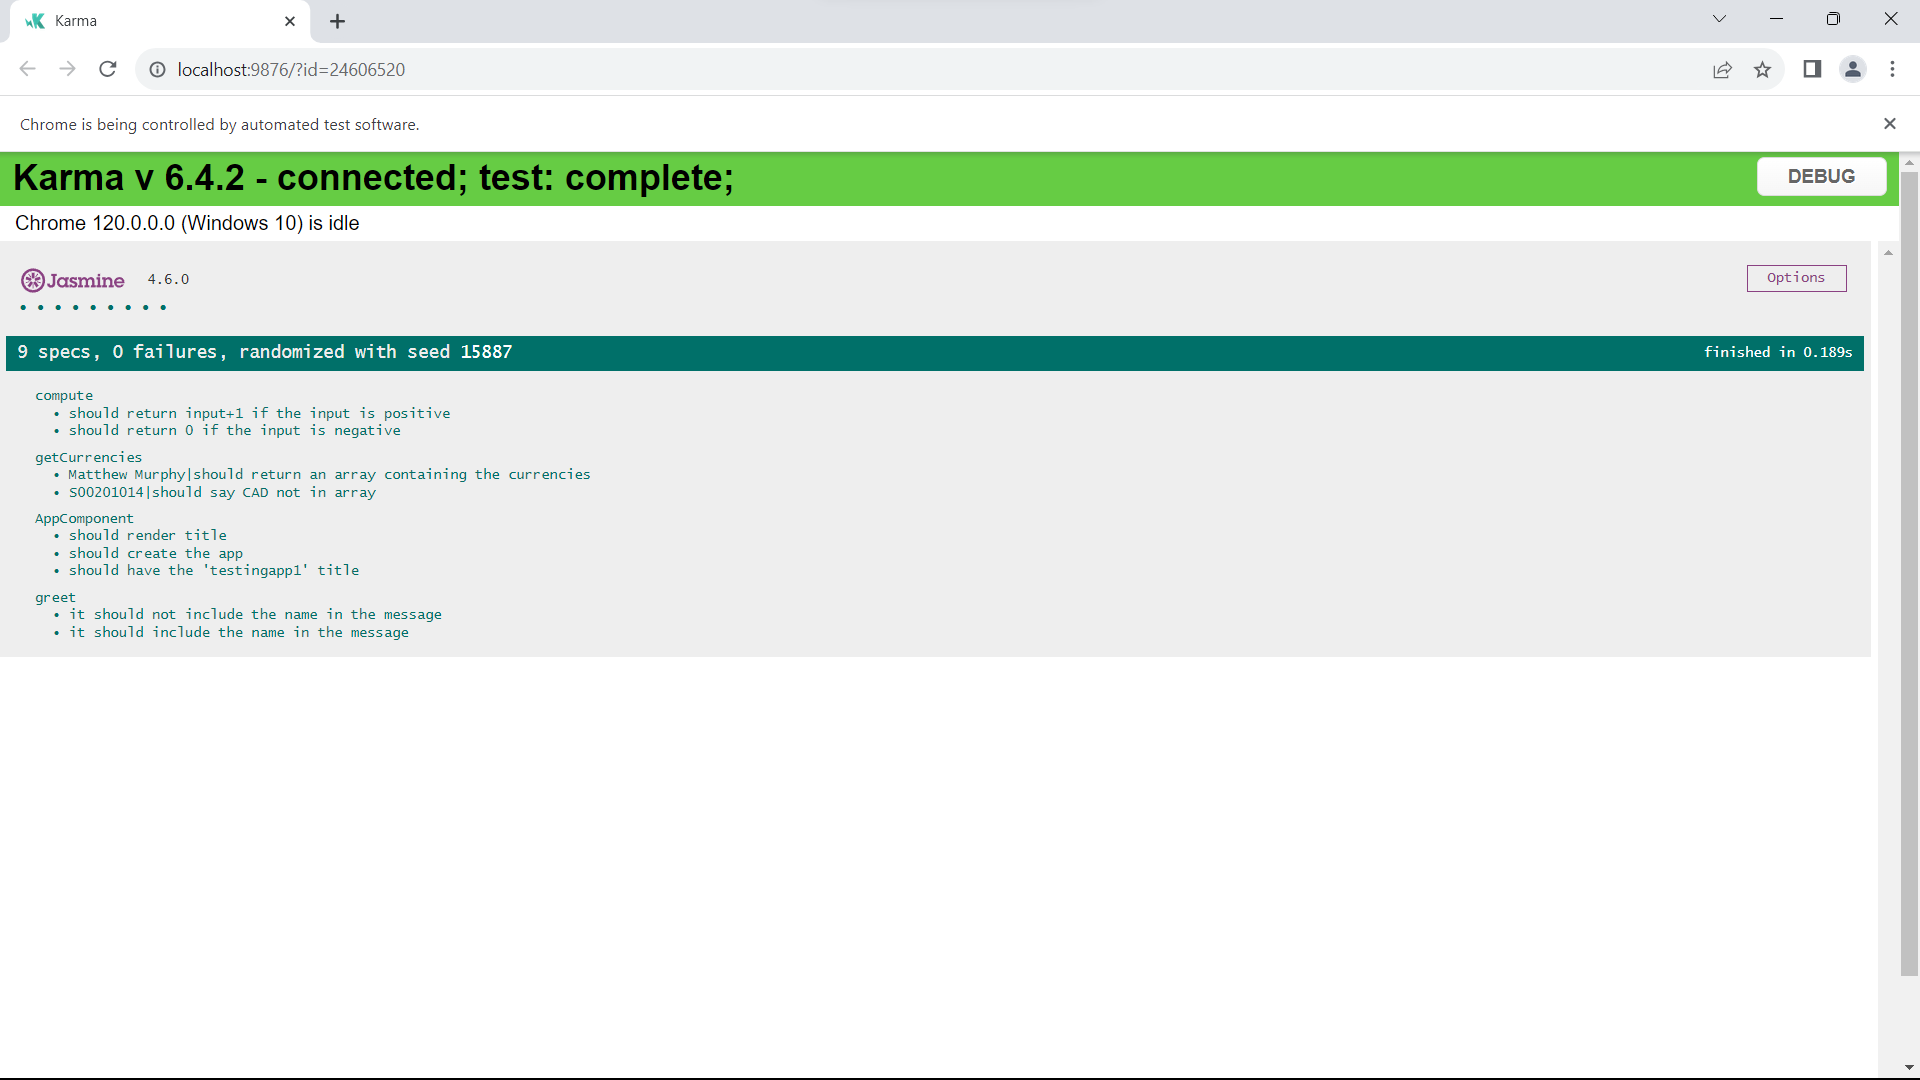 Karma
localhost:9876/?id=24606520
Chrome is being controlled by automated test software.
Karma v 6.4.2 - connected; test: complete;
DEBUG
Chrome 120.0.0.0 (Windows 10) is idle
Jasmine 4.6.0
Options
9 specs, 0 failures, randomized with seed 15887
finished in 0.189s
compute
• should return input+1 if the input is positive
• should return 0 if the input is negative
getCurrencies
• Matthew Murphy|should return an array containing the currencies
• S00201014|should say CAD not in array
AppComponent
• should render title
• should create the app
• should have the 'testingapp1' title
greet
• it should not include the name in the message
• it should include the name in the message